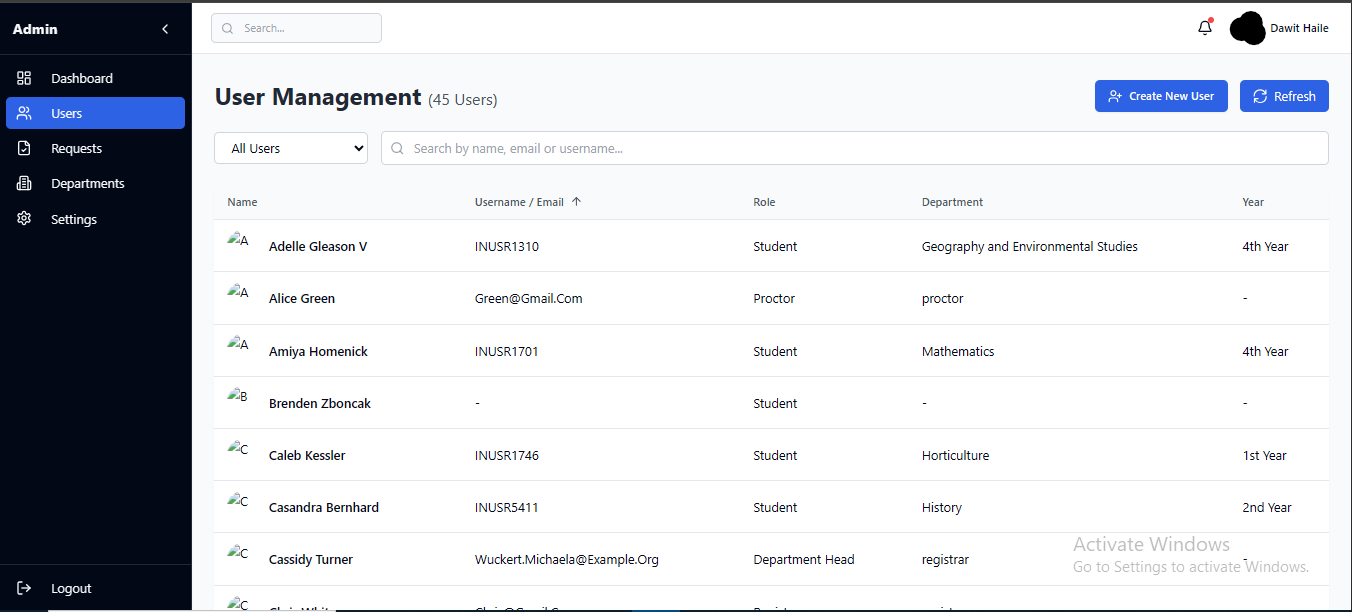 Admin
Search...
Dawit Haile
Dashboard
Users
Requests
Departments
Settings
Logout
User Management (45 Users)
Create New User
Refresh
All Users
Search by name, email or username...
Name Username / Email Role Department Year
A Adelle Gleason V INUSR1310 Student Geography and Environmental Studies 4th Year
A Alice Green Green@Gmail.Com Proctor proctor -
A Amiya Homenick INUSR1701 Student Mathematics 4th Year
B Brenden Zboncak - Student - -
C Caleb Kessler INUSR1746 Student Horticulture 1st Year
C Casandra Bernhard INUSR5411 Student History 2nd Year
C Cassidy Turner Wuckert.Michaela@Example.Org Department Head registrar -
C
Activate Windows
Go to Settings to activate Windows.